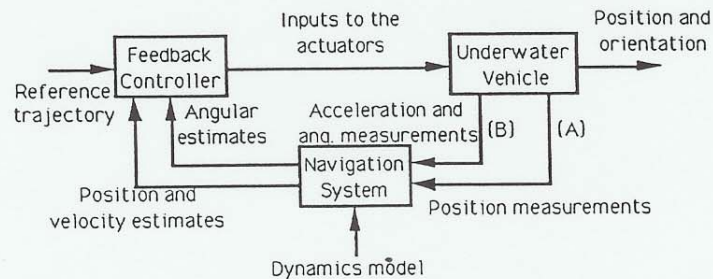 Inputs to the
actuators
Position and
orientation
Feedback
Controller
Underwater
Vehicle
Reference
trajectory
Angular
estimates
Acceleration and
ang. measurements
(B)
(A)
Navigation
System
Position and
velocity estimates
Position measurements
Dynamics model